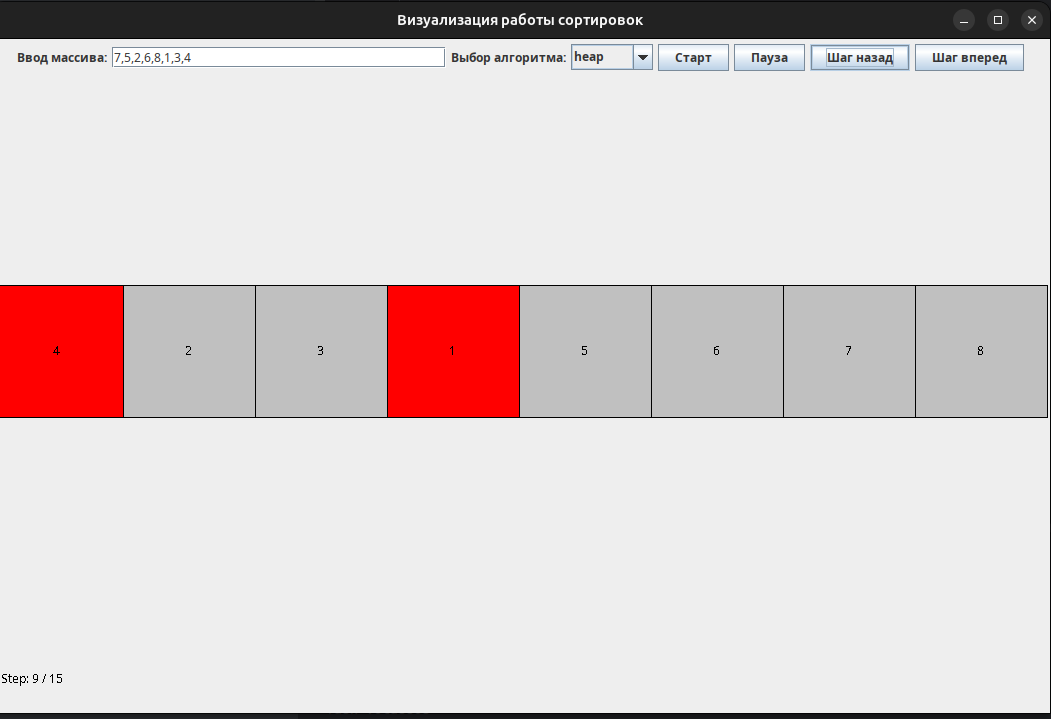 Визуализация работы сортировок
Ввод массива: 7,5,2,6,8,1,3,4 Выбор алгоритма: heap Старт Пауза Шаг назад Шаг вперед
4 2 3 1 5 6 7 8
Step: 9 / 15